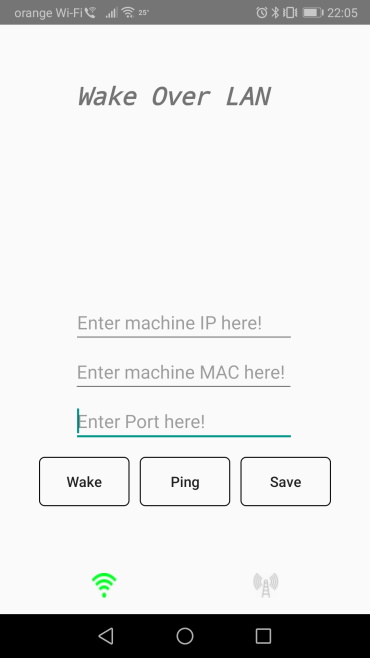 orange Wi-Fi 25° 22:05
Wake Over LAN
Enter machine IP here!
Enter machine MAC here!
Enter Port here!
Wake Ping Save